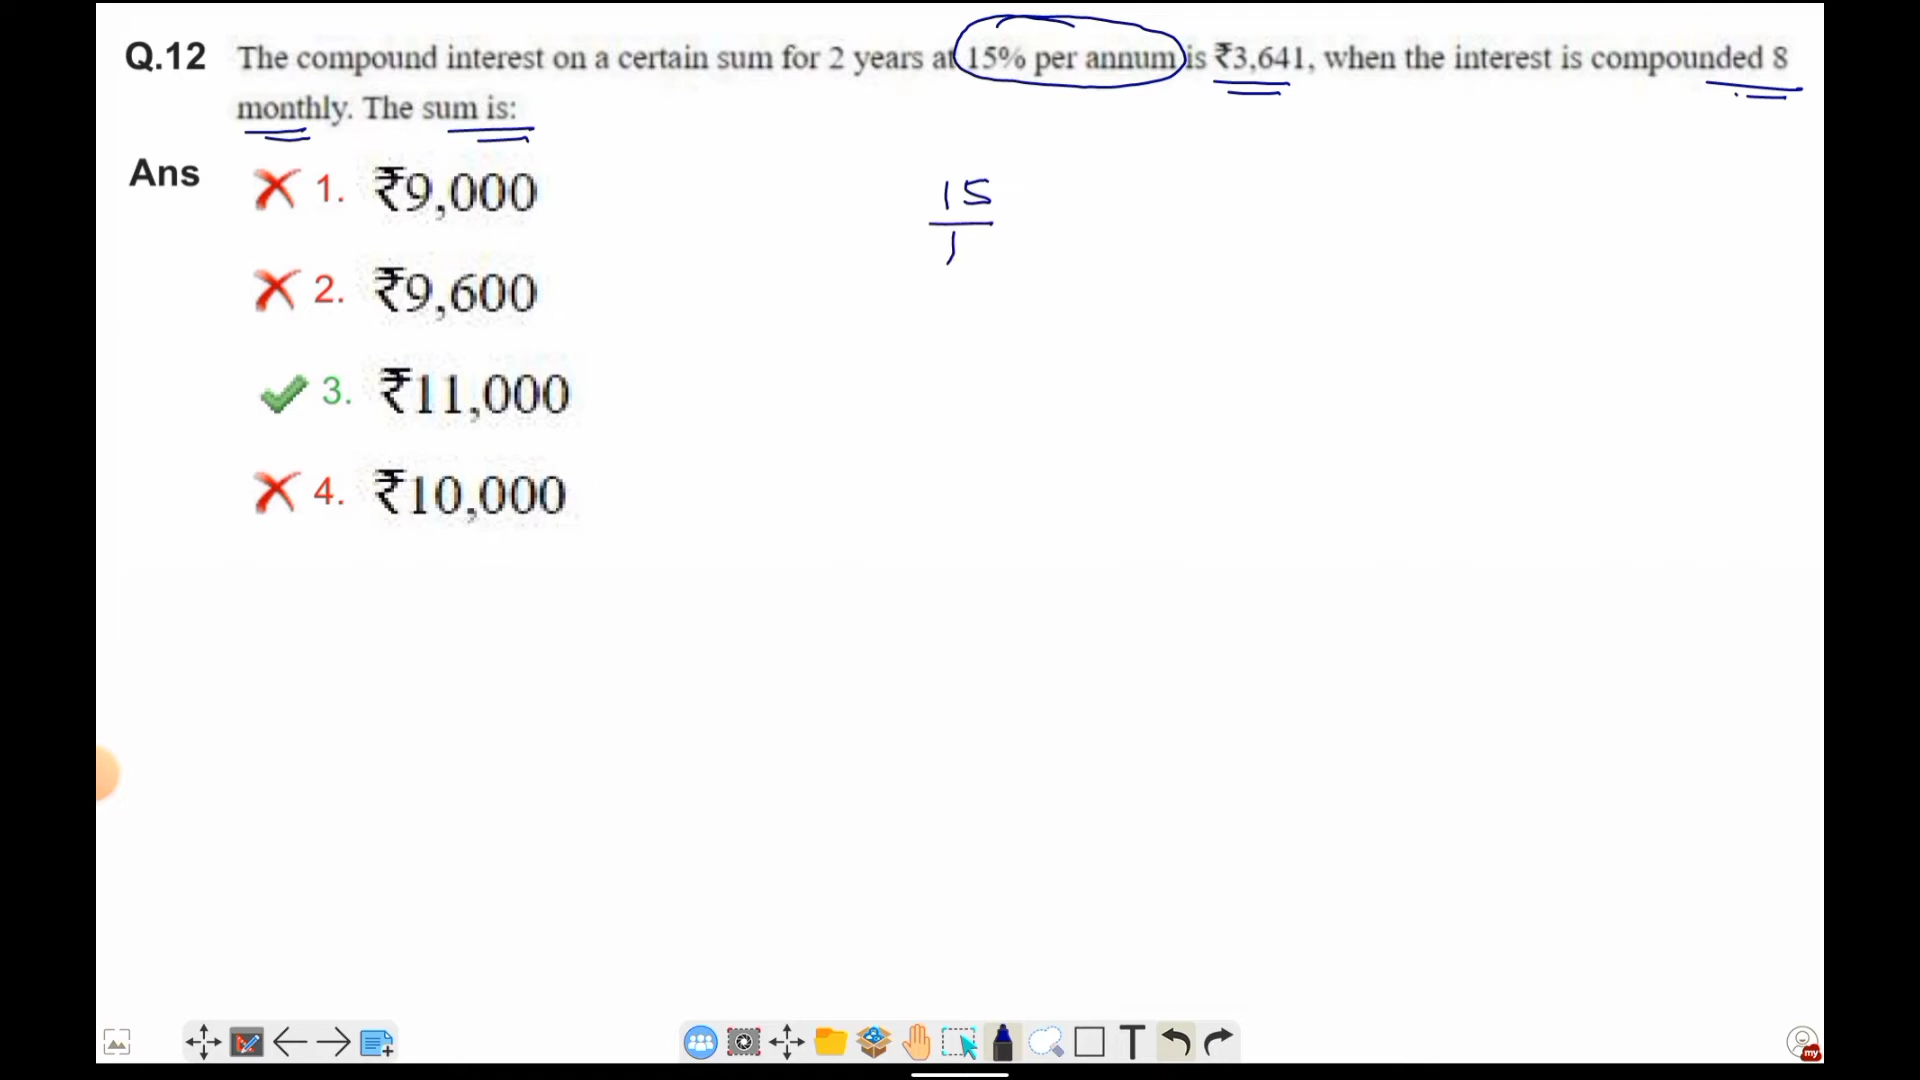 Q.12 The compound interest on a certain sum for 2 years at 15% per annum is ₹3,641, when the interest is compounded 8
monthly. The sum is:
Ans
1. ₹9,000
2. ₹9,600
3. ₹11,000
4. ₹10,000
15
1
T
my